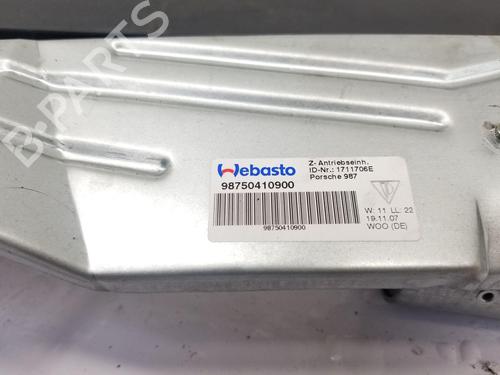 B-PARTS
Webasto
98750410900
Z- Antriebseinh.
ID-Nr.: 1711706E
Porsche 987
W: 11 LL: 22
19.11.07
WOO (DE)
98750410900